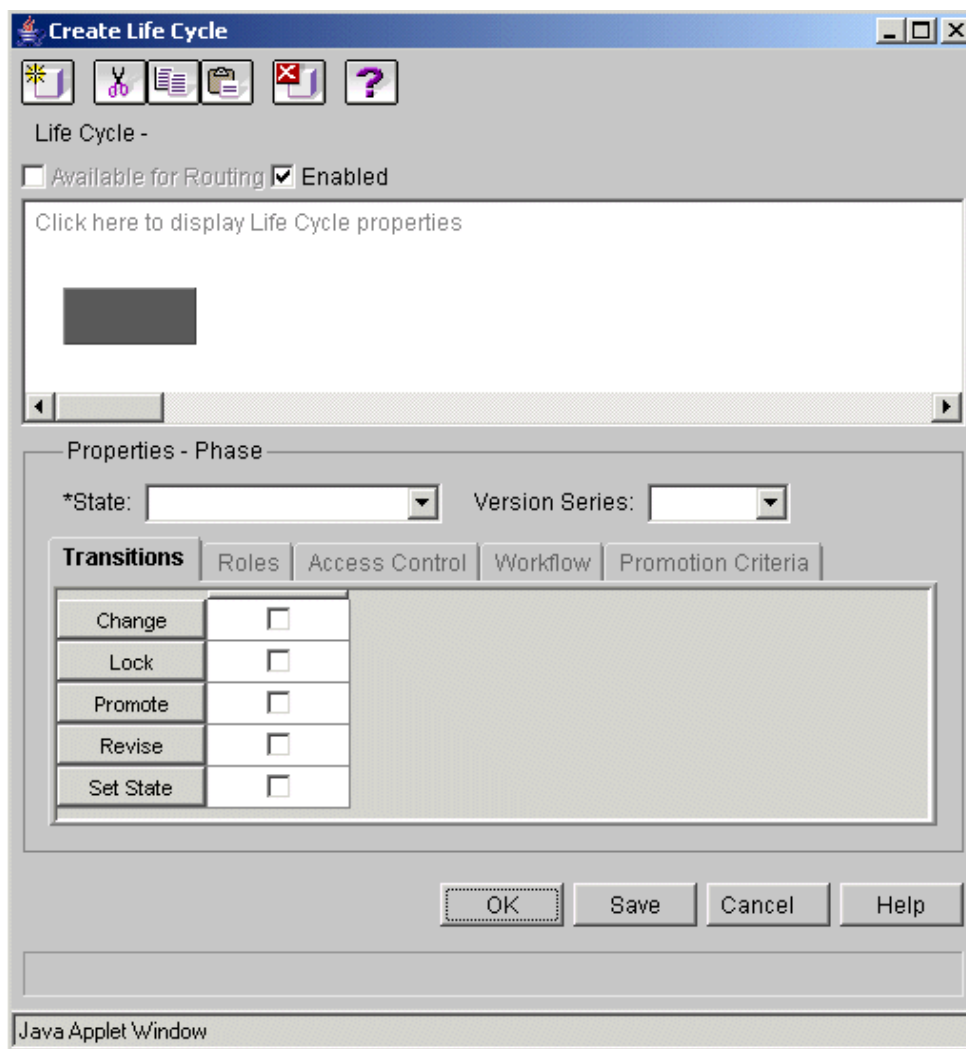 Create Life Cycle
?
Life Cycle -
Available for Routing Enabled
Click here to display Life Cycle properties
Properties - Phase
*State: Version Series:
Transitions Roles Access Control Workflow Promotion Criteria
Change
Lock
Promote
Revise
Set State
OK Save Cancel Help
Java Applet Window